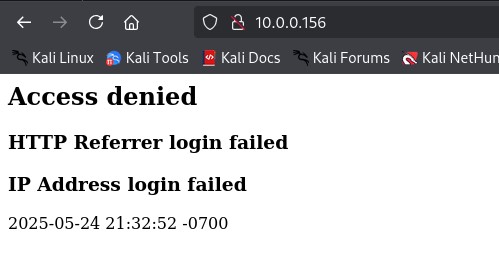 10.0.0.156
Kali Linux Kali Tools Kali Docs Kali Forums Kali NetHun
Access denied
HTTP Referrer login failed
IP Address login failed
2025-05-24 21:32:52 -0700